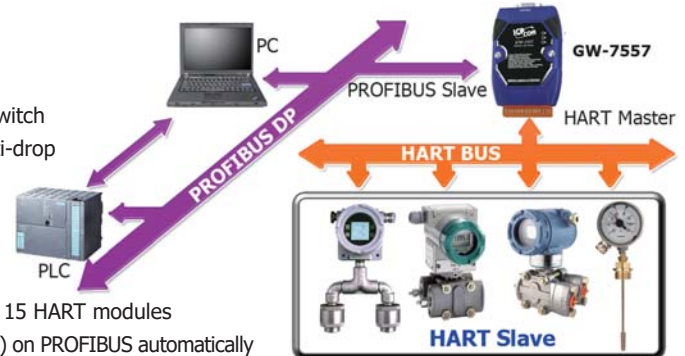 PC
GW-7557
PROFIBUS Slave
witch
HART Master
i-drop
PROFIBUS DP
HART BUS
PLC
15 HART modules
HART Slave
) on PROFIBUS automatically